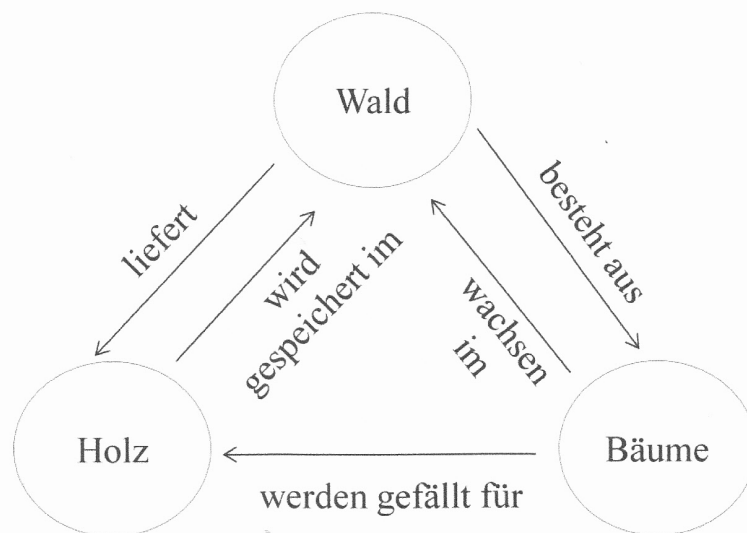 Wald
liefert
wird
gespeichert im
wachsen
im
besteht aus
Holz
Bäume
werden gefällt für